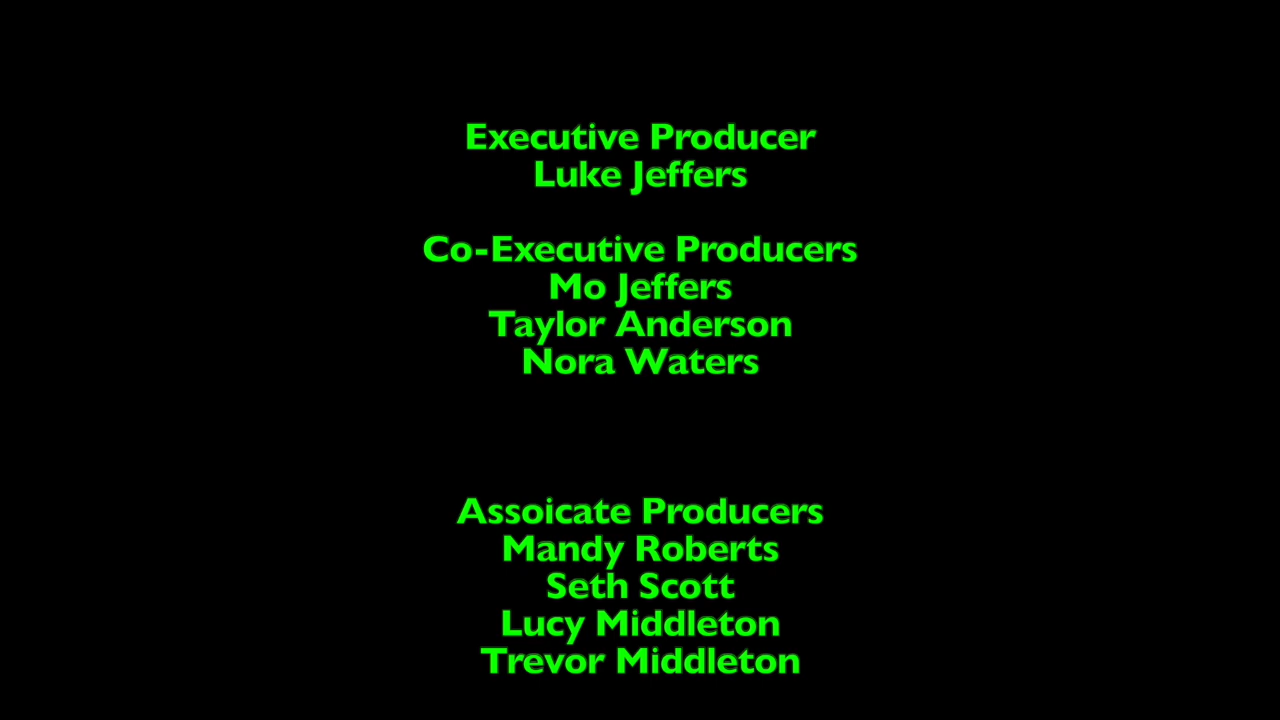 Executive Producer
Luke Jeffers
Co-Executive Producers
Mo Jeffers
Taylor Anderson
Nora Waters
Assoicate Producers
Mandy Roberts
Seth Scott
Lucy Middleton
Trevor Middleton